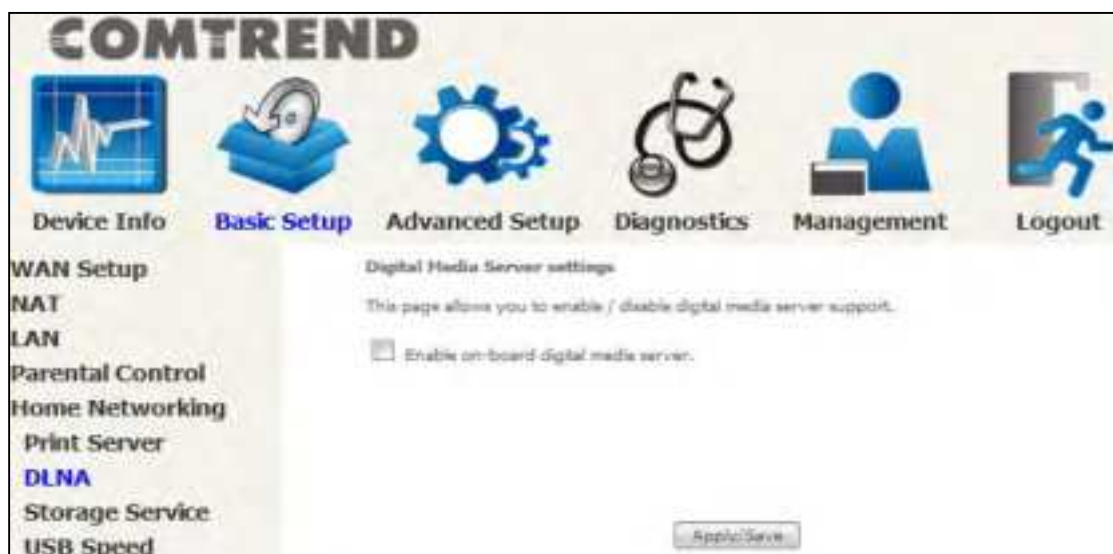 COMTREND
Device Info Basic Setup Advanced Setup Diagnostics Management Logout
WAN Setup
NAT
LAN
Parental Control
Home Networking
Print Server
DLNA
Storage Service
USB Speed
Digital Media Server settings
This page allows you to enable / disable digital media server support.
Enable on-board digital media server.
Apply/Save